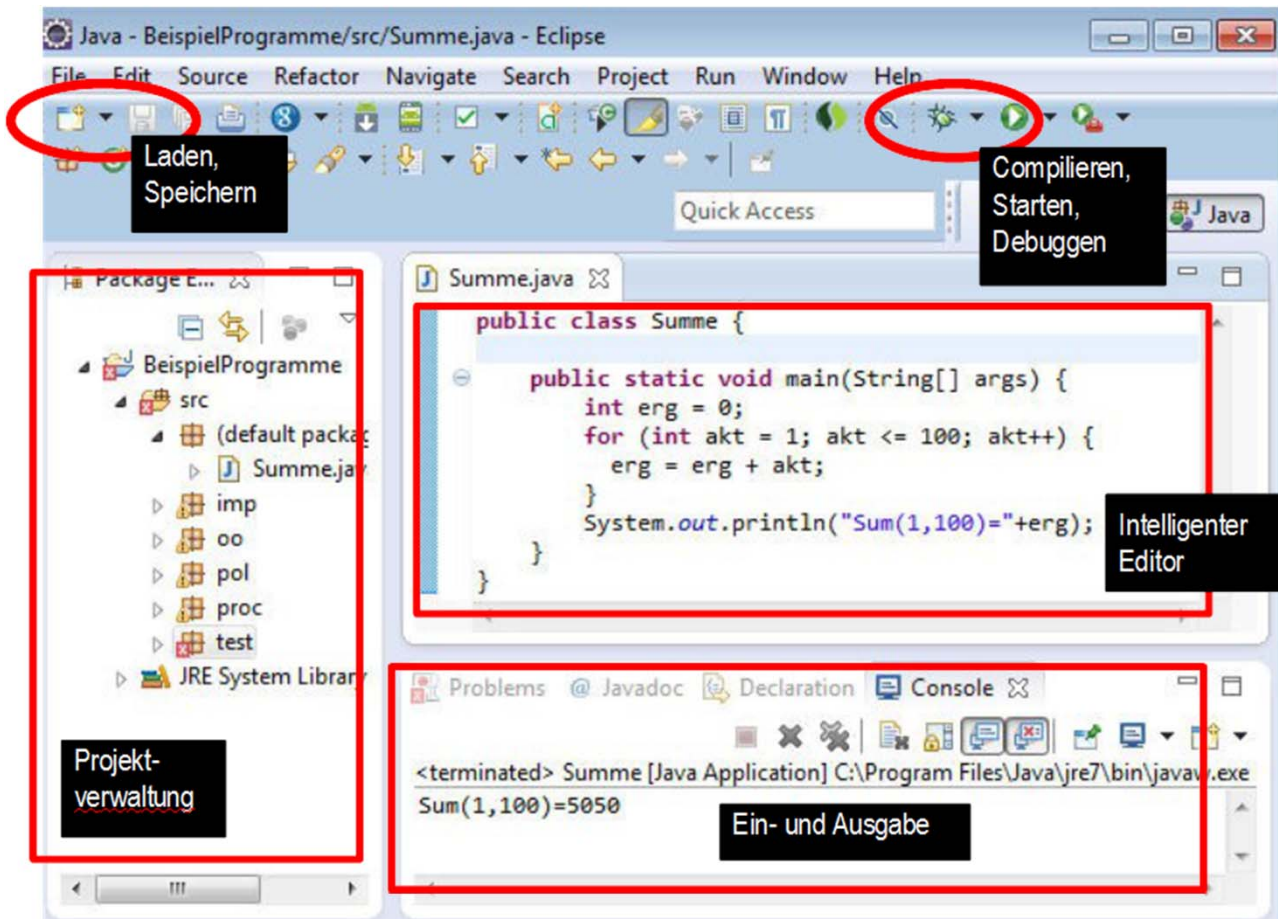 Java - BeispielProgramme/src/Summe.java - Eclipse
File Edit Source Refactor Navigate Search Project Run Window Help
Laden,
Speichern
Compilieren,
Starten,
Debuggen
Quick Access
Java
Package E...
BeispielProgramme
src
(default packag
Summe.jav
imp
oo
pol
proc
test
JRE System Library
Projekt-
verwaltung
Summe.java
public class Summe {
public static void main(String[] args) {
int erg = 0;
for (int akt = 1; akt <= 100; akt++) {
erg = erg + akt;
}
System.out.println("Sum(1,100)="+erg);
}
}
Intelligenter
Editor
Problems @ Javadoc Declaration Console
<terminated> Summe [Java Application] C:\Program Files\Java\jre7\bin\javaw.exe
Sum(1,100)=5050
Ein- und Ausgabe